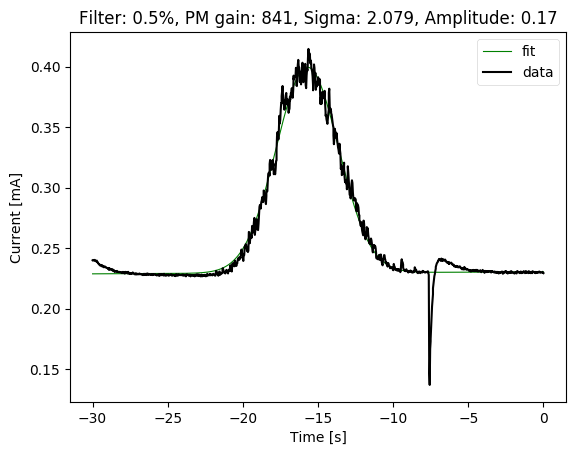 Filter: 0.5%, PM gain: 841, Sigma: 2.079, Amplitude: 0.17
fit
data
0.40
0.35
0.30
0.25
0.20
0.15
Current [mA]
−30
−25
−20
−15
−10
−5
0
Time [s]